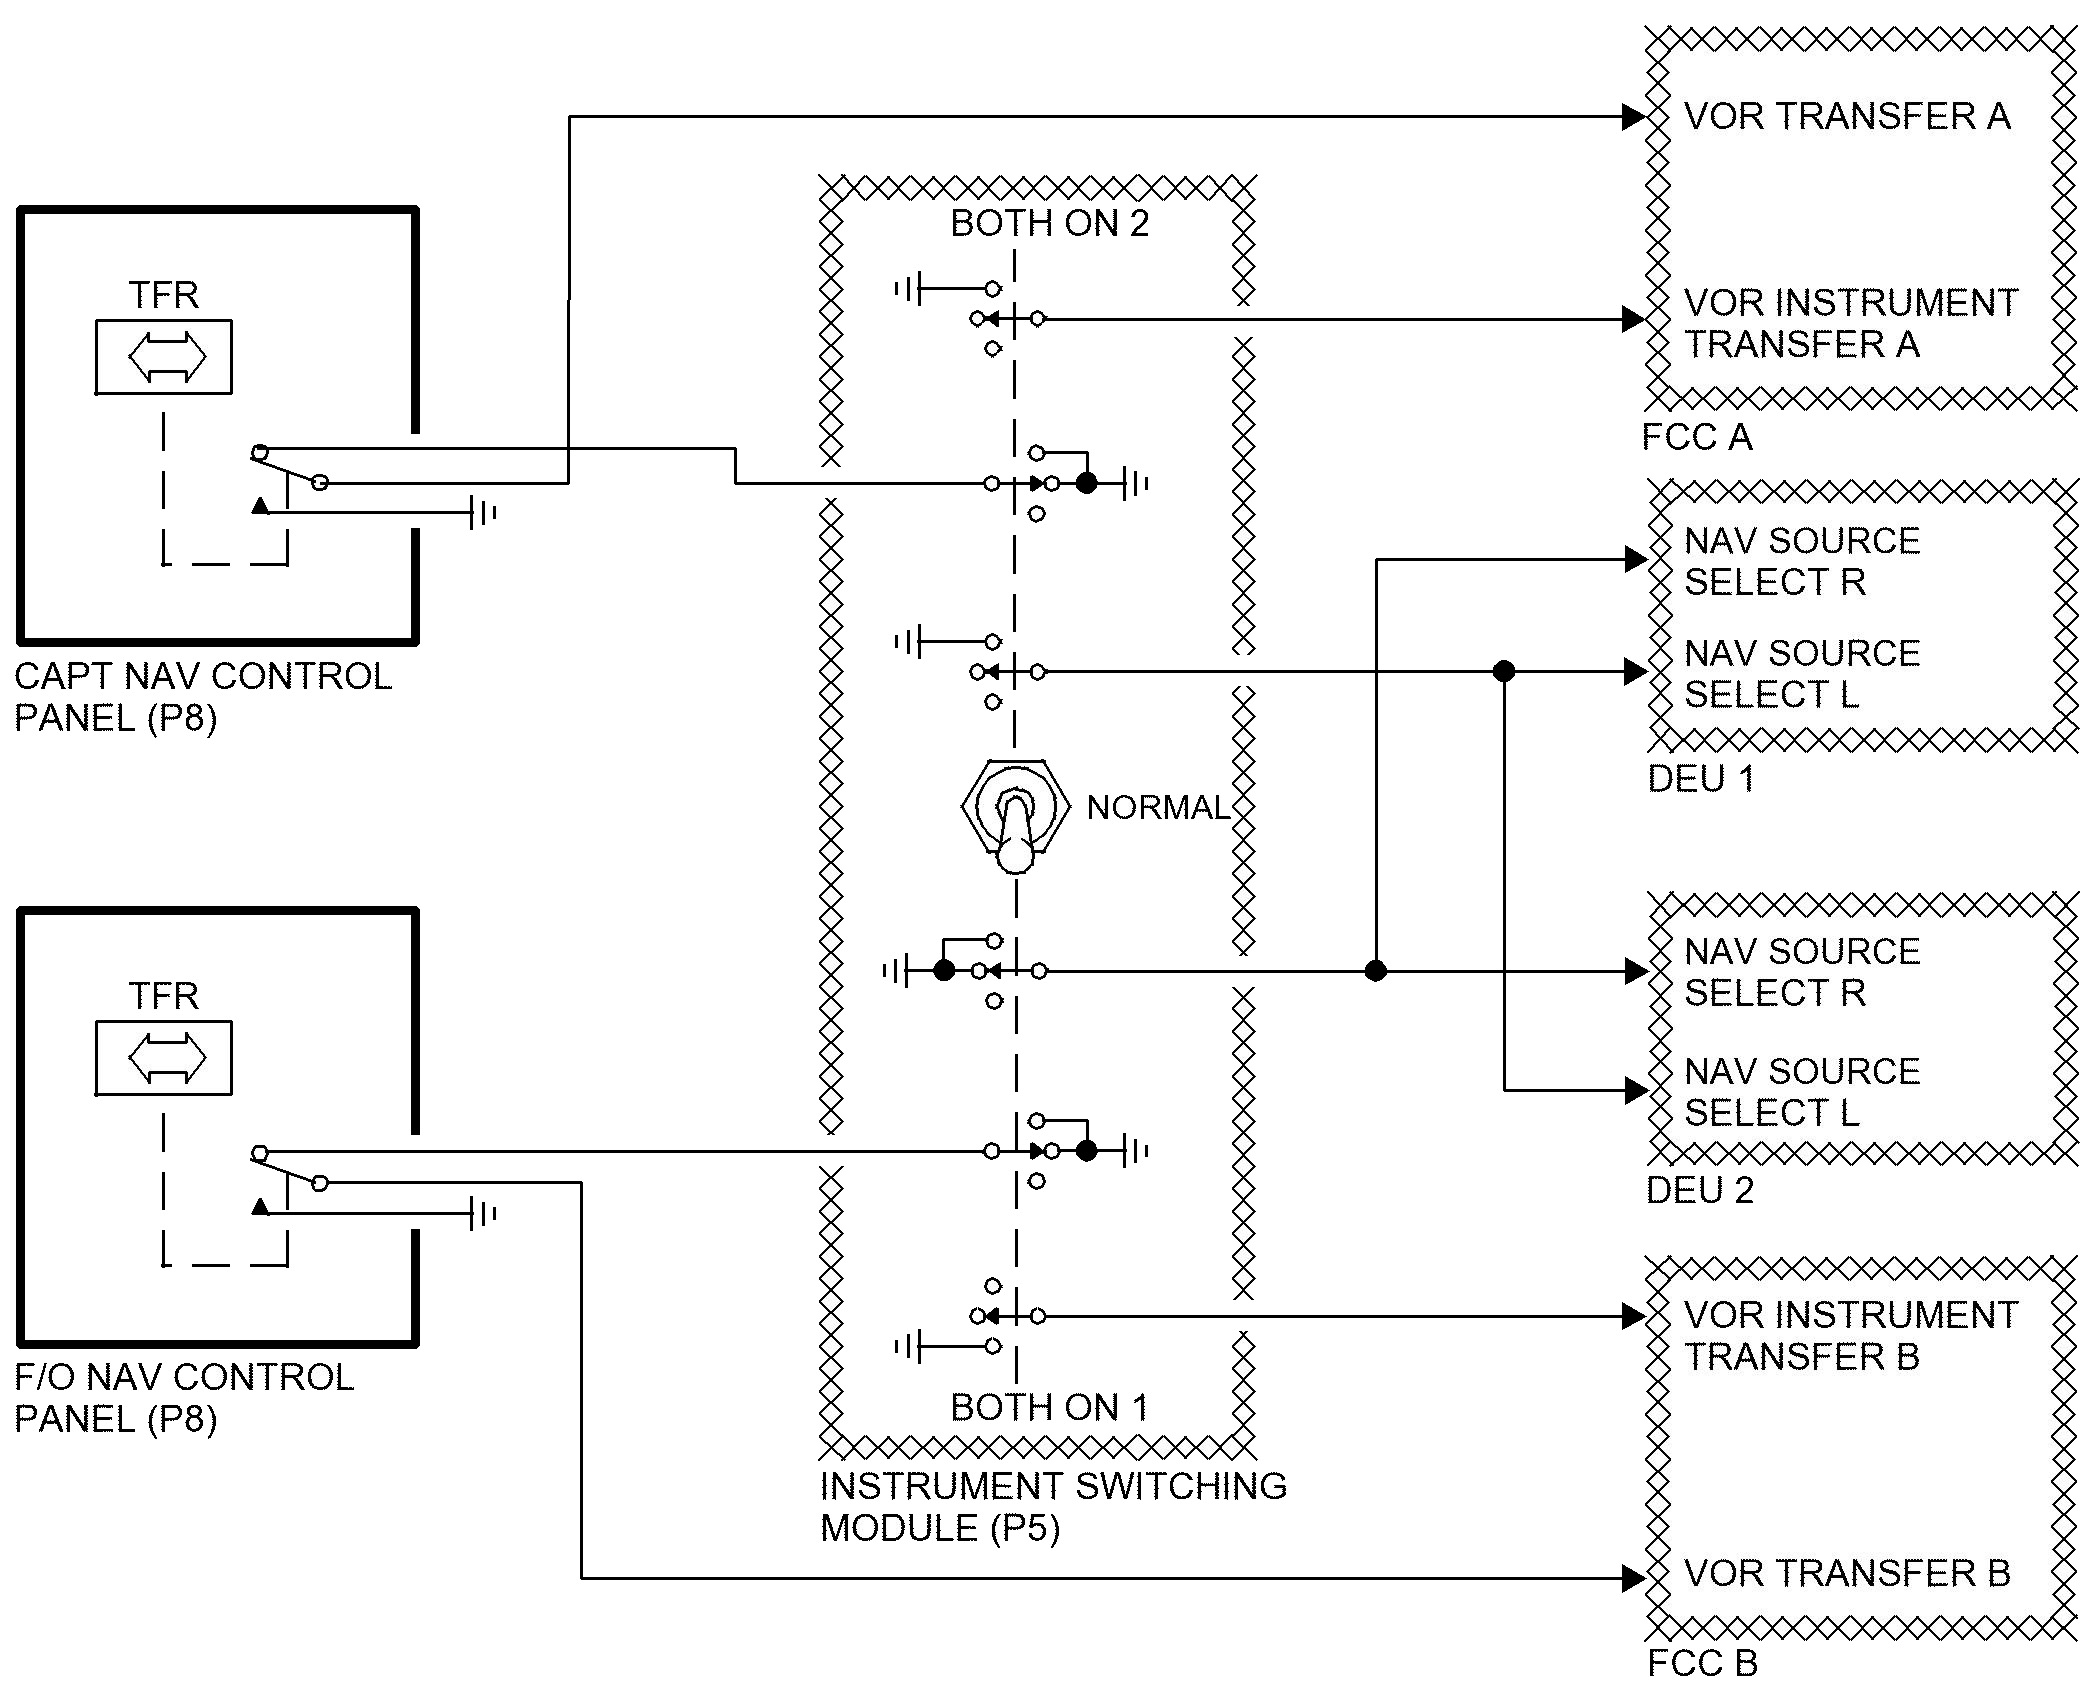 VOR TRANSFER A
VOR INSTRUMENT
TRANSFER A
FCC A
BOTH ON 2
TFR
CAPT NAV CONTROL
PANEL (P8)
NAV SOURCE
SELECT R
NAV SOURCE
SELECT L
DEU 1
NORMAL
TFR
F/O NAV CONTROL
PANEL (P8)
NAV SOURCE
SELECT R
NAV SOURCE
SELECT L
DEU 2
BOTH ON 1
INSTRUMENT SWITCHING
MODULE (P5)
VOR INSTRUMENT
TRANSFER B
VOR TRANSFER B
FCC B